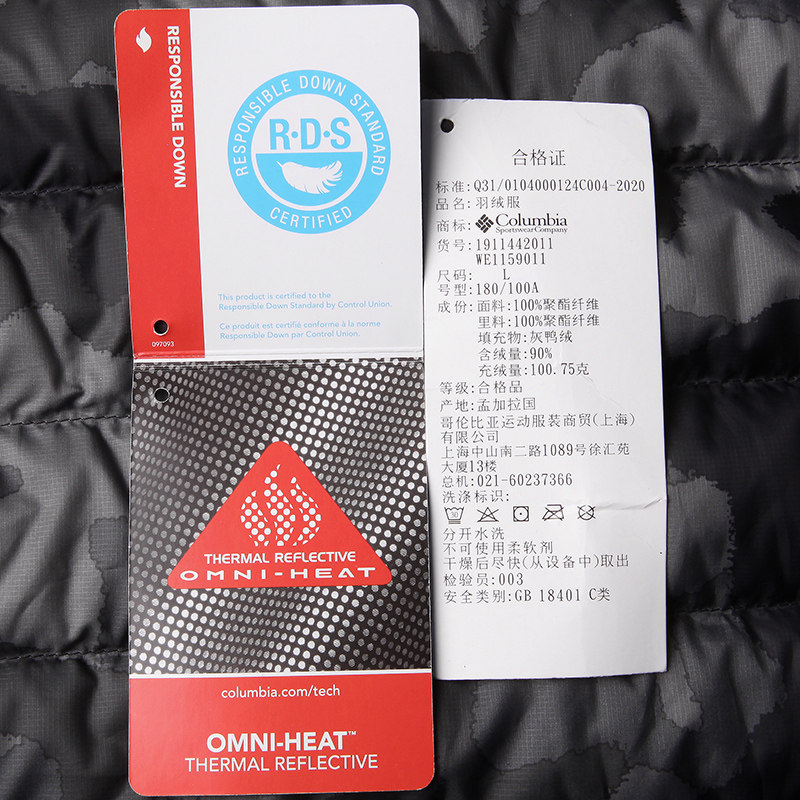 RESPONSIBLE DOWN
RESPONSIBLE DOWN STANDARD
R·D·S
CERTIFIED
This product is certified to the
Responsible Down Standard by Control Union.
Ce produit est certifié conforme à la norme
Responsible Down par Control Union.
097093
THERMAL REFLECTIVE
OMNI-HEAT
columbia.com/tech
OMNI-HEAT™
THERMAL REFLECTIVE
合格证
标准:Q31/0104000124C004-2020
品名:羽绒服
商标:Columbia
Sportswear Company
货号:1911442011
WE1159011
尺码: L
号型:180/100A
成份:面料:100%聚酯纤维
里料:100%聚酯纤维
填充物:灰鸭绒
含绒量:90%
充绒量:100.75克
等级:合格品
产地:孟加拉国
哥伦比亚运动服装商贸(上海)
有限公司
上海中山南二路1089号徐汇苑
大厦13楼
总机:021-60237366
洗涤标识:
30
分开水洗
不可使用柔软剂
干燥后尽快(从设备中)取出
检验员:003
安全类别:GB 18401 C类